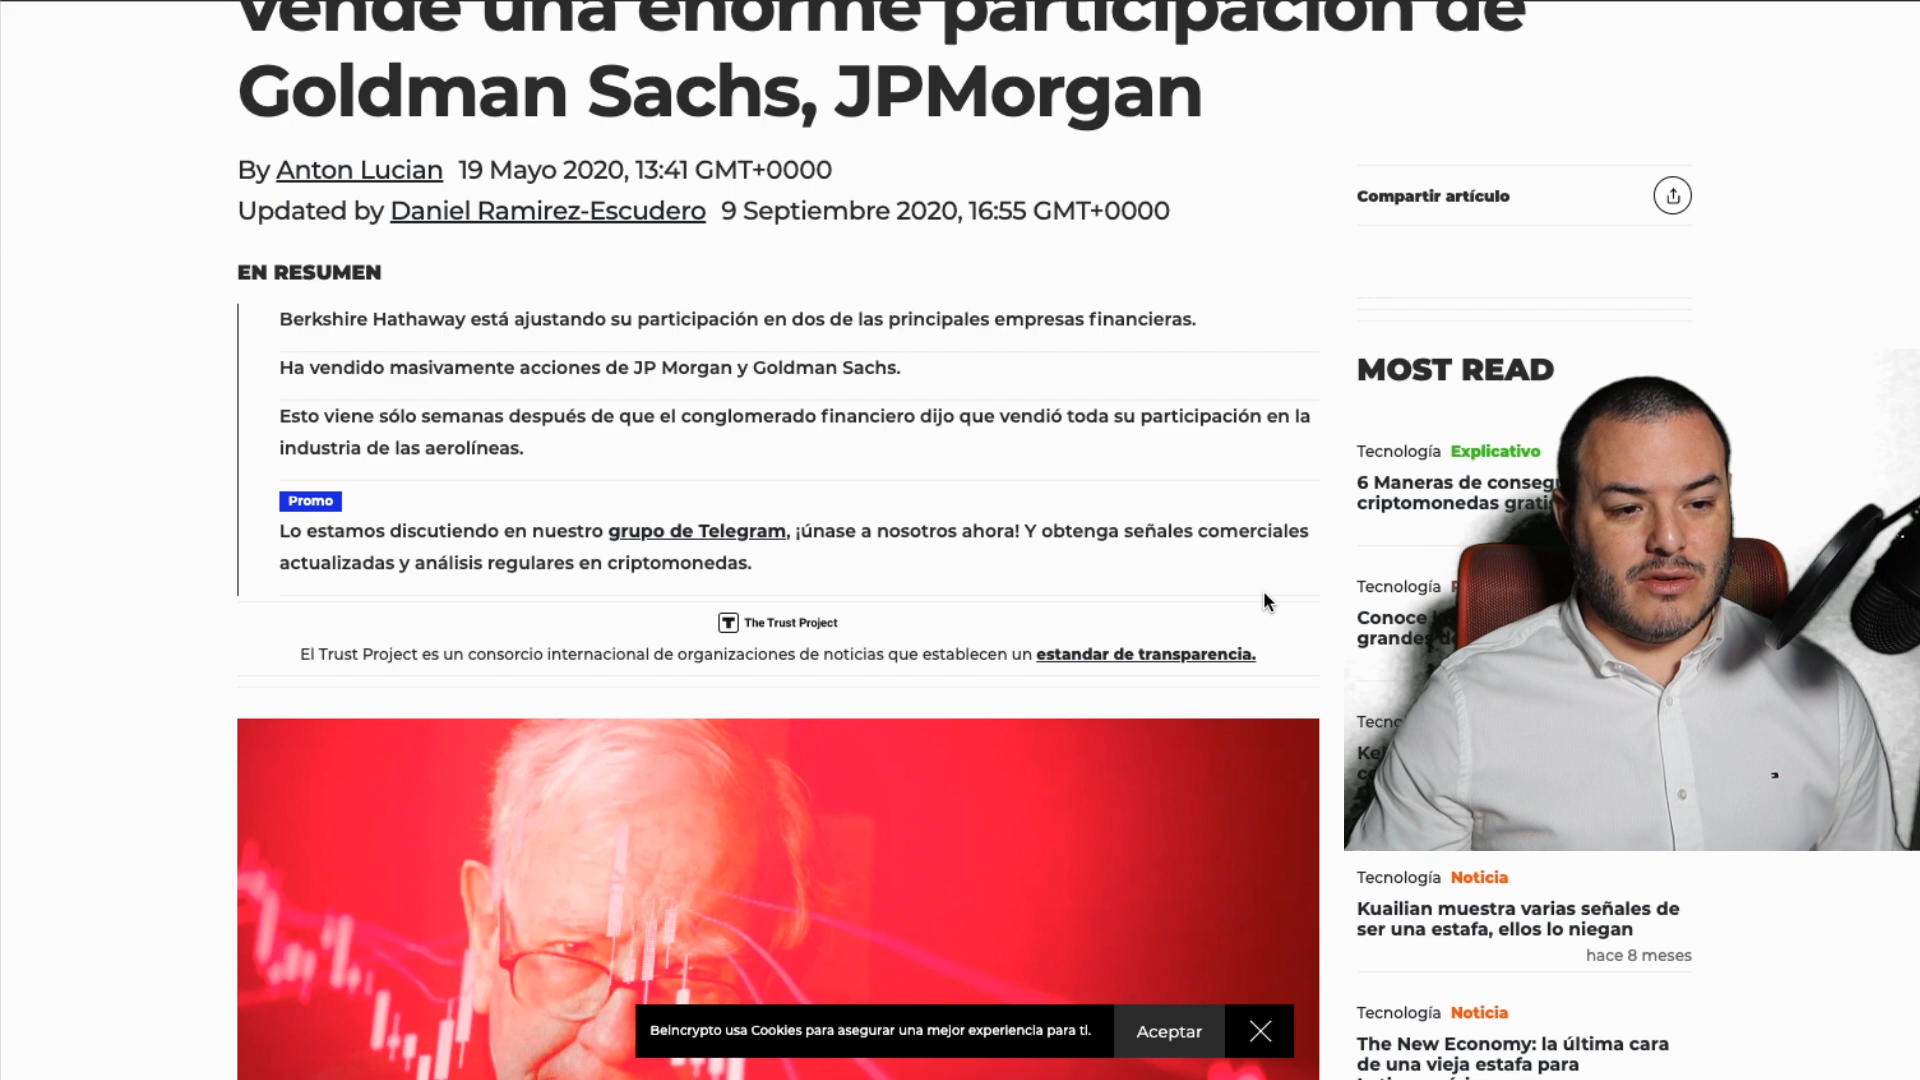 vende una enorme participación de
Goldman Sachs, JPMorgan
By Anton Lucian 19 Mayo 2020, 13:41 GMT+0000
Updated by Daniel Ramirez-Escudero 9 Septiembre 2020, 16:55 GMT+0000
EN RESUMEN
Berkshire Hathaway está ajustando su participación en dos de las principales empresas financieras.
Ha vendido masivamente acciones de JP Morgan y Goldman Sachs.
Esto viene sólo semanas después de que el conglomerado financiero dijo que vendió toda su participación en la
industria de las aerolíneas.
Promo
Lo estamos discutiendo en nuestro grupo de Telegram, ¡únase a nosotros ahora! Y obtenga señales comerciales
actualizadas y análisis regulares en criptomonedas.
The Trust Project
El Trust Project es un consorcio internacional de organizaciones de noticias que establecen un estandar de transparencia.
BeIncrypto usa Cookies para asegurar una mejor experiencia para ti.
Aceptar
Compartir artículo
MOST READ
Tecnología Explicativo
6 Maneras de
criptomonedas
Tecnología
Conoce
grandes
Tecnología Noticia
Kuailian muestra varias señales de
ser una estafa, ellos lo niegan
hace 8 meses
Tecnología Noticia
The New Economy: la última cara
de una vieja estafa para